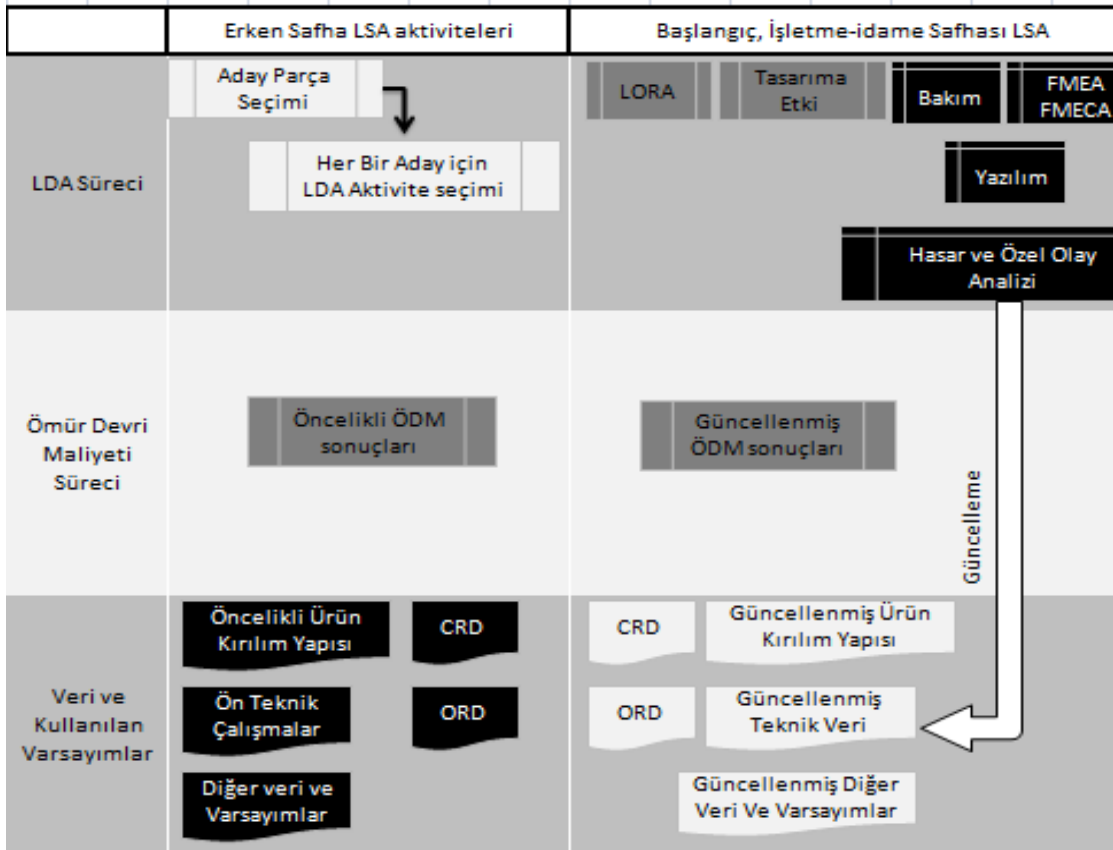 Erken Safha LSA aktiviteleri
Başlangıç, İşletme-idame Safhası LSA
LDA Süreci
Aday Parça
Seçimi
Her Bir Aday için
LDA Aktivite seçimi
LORA
Tasarıma
Etki
Bakım
FMEA
FMECA
Yazılım
Hasar ve Özel Olay
Analizi
Ömür Devri
Maliyeti
Süreci
Öncelikli ÖDM
sonuçları
Güncellenmiş
ÖDM sonuçları
Güncelleme
Veri ve
Kullanılan
Varsayımlar
Öncelikli Ürün
Kırılım Yapısı
CRD
Ön Teknik
Çalışmalar
ORD
Diğer veri ve
Varsayımlar
CRD
Güncellenmiş Ürün
Kırılım Yapısı
ORD
Güncellenmiş
Teknik Veri
Güncellenmiş Diğer
Veri Ve Varsayımlar